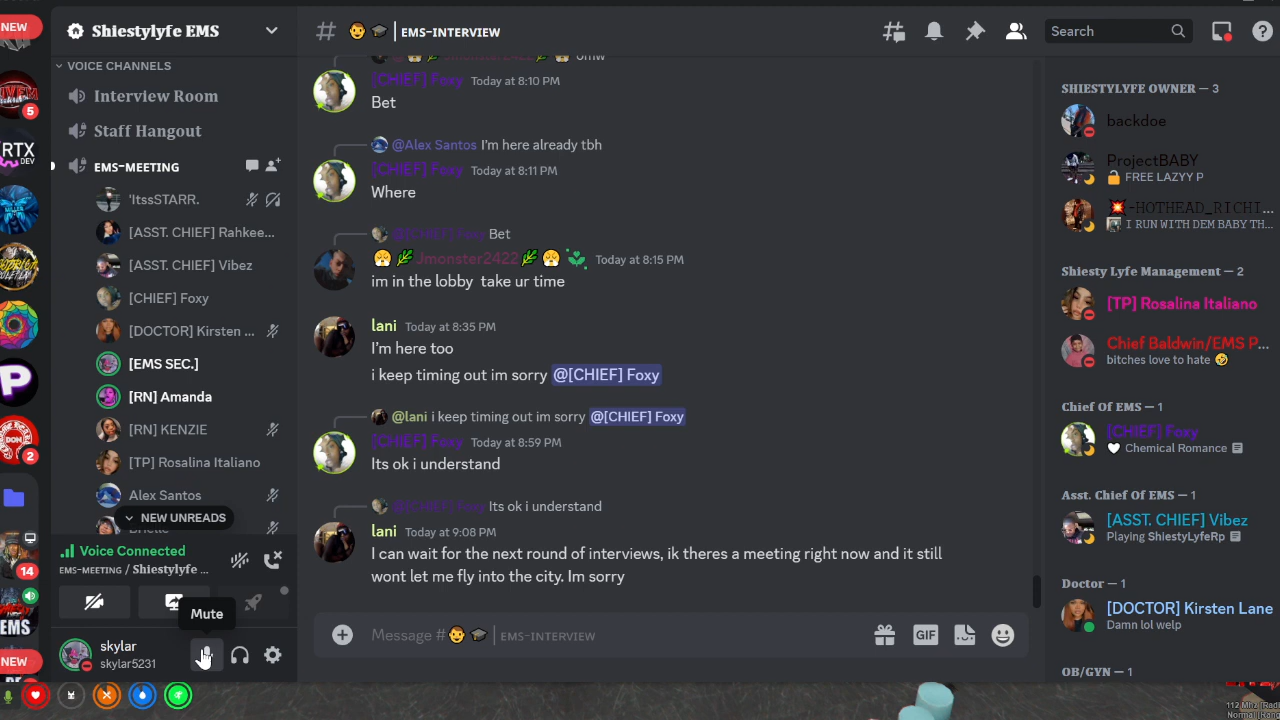 NEW
Shiestylyfe EMS
EMS-INTERVIEW
Search
VOICE CHANNELS
Interview Room
Staff Hangout
EMS-MEETING
'ItssSTARR.
[ASST. CHIEF] Rahkee...
[ASST. CHIEF] Vibez
[CHIEF] Foxy
[DOCTOR] Kirsten ...
[EMS SEC.]
[RN] Amanda
[RN] KENZIE
[TP] Rosalina Italiano
Alex Santos
NEW UNREADS
Voice Connected
EMS-MEETING / Shiestylyfe ...
Mute
skylar
skylar5231
5
RTX
DEV
2
14
EMS
NEW
omw
[CHIEF] Foxy Today at 8:10 PM
Bet
@Alex Santos I'm here already tbh
[CHIEF] Foxy Today at 8:11 PM
Where
@[CHIEF] Foxy Bet
Jmonster2422 Today at 8:15 PM
im in the lobby take ur time
lani Today at 8:35 PM
I'm here too
i keep timing out im sorry @[CHIEF] Foxy
@lani i keep timing out im sorry @[CHIEF] Foxy
[CHIEF] Foxy Today at 8:59 PM
Its ok i understand
@[CHIEF] Foxy Its ok i understand
lani Today at 9:08 PM
I can wait for the next round of interviews, ik theres a meeting right now and it still
wont let me fly into the city. Im sorry
Message # | EMS-INTERVIEW
GIF
SHIESTYLYFE OWNER — 3
backdoe
ProjectBABY
FREE LAZYY P
-HOTHEAD_RICHI...
I RUN WITH DEM BABY TH...
Shiesty Lyfe Management — 2
[TP] Rosalina Italiano
Chief Baldwin/EMS P...
bitches love to hate
Chief Of EMS — 1
[CHIEF] Foxy
Chemical Romance
Asst. Chief Of EMS — 1
[ASST. CHIEF] Vibez
Playing ShiestyLyfeRp
Doctor — 1
[DOCTOR] Kirsten Lane
Damn lol welp
OB/GYN — 1